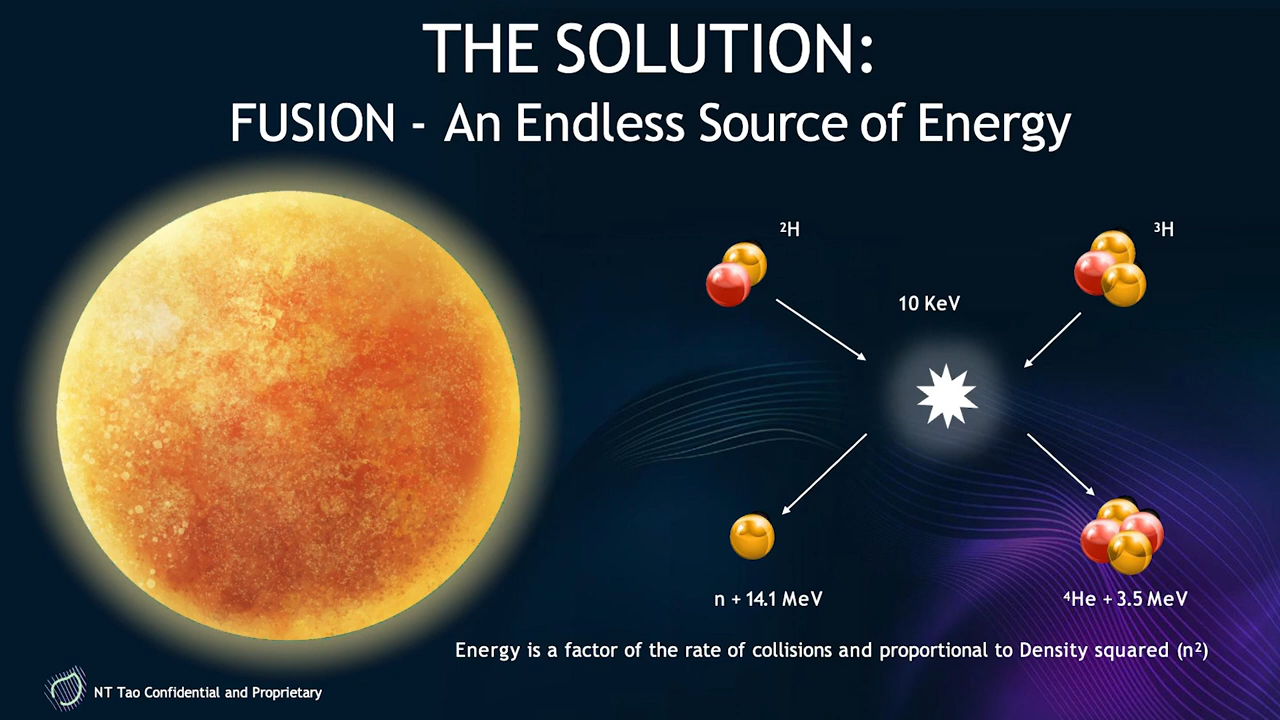 THE SOLUTION:
FUSION - An Endless Source of Energy
²H
³H
10 KeV
n + 14.1 MeV
⁴He + 3.5 MeV
Energy is a factor of the rate of collisions and proportional to Density squared (n²)
NT Tao Confidential and Proprietary